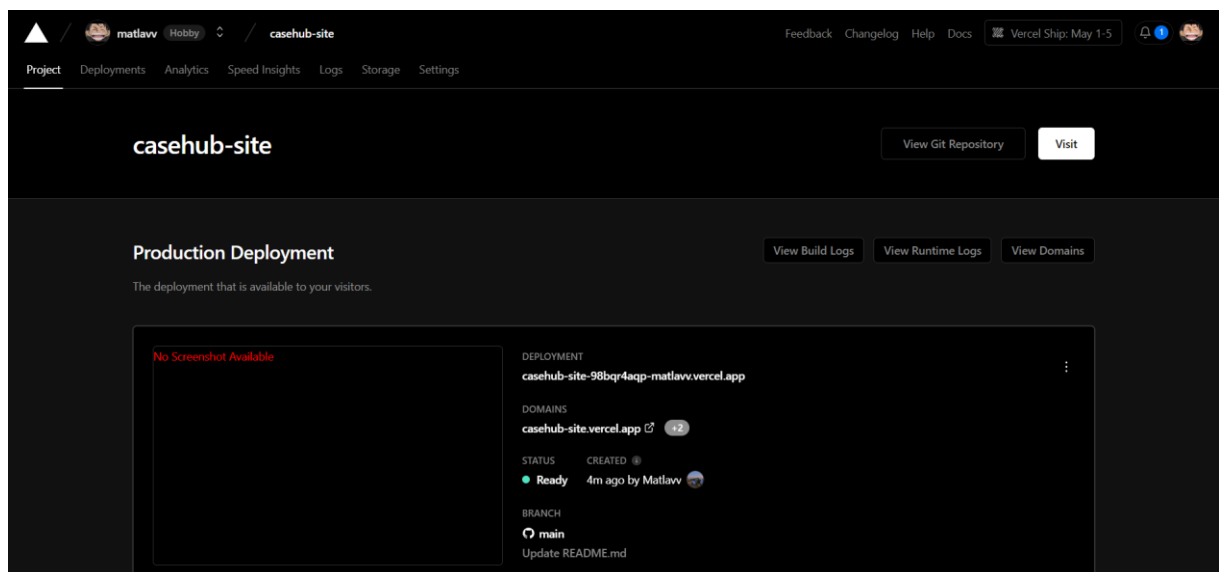 matlavv Hobby casehub-site Feedback Changelog Help Docs Vercel Ship: May 1-5 1
Project Deployments Analytics Speed Insights Logs Storage Settings
casehub-site View Git Repository Visit
Production Deployment View Build Logs View Runtime Logs View Domains
The deployment that is available to your visitors.
No Screenshot Available
DEPLOYMENT
casehub-site-98bqr4aqp-matlavv.vercel.app
DOMAINS
casehub-site.vercel.app +2
STATUS CREATED
Ready 4m ago by Matlavv
BRANCH
main
Update README.md